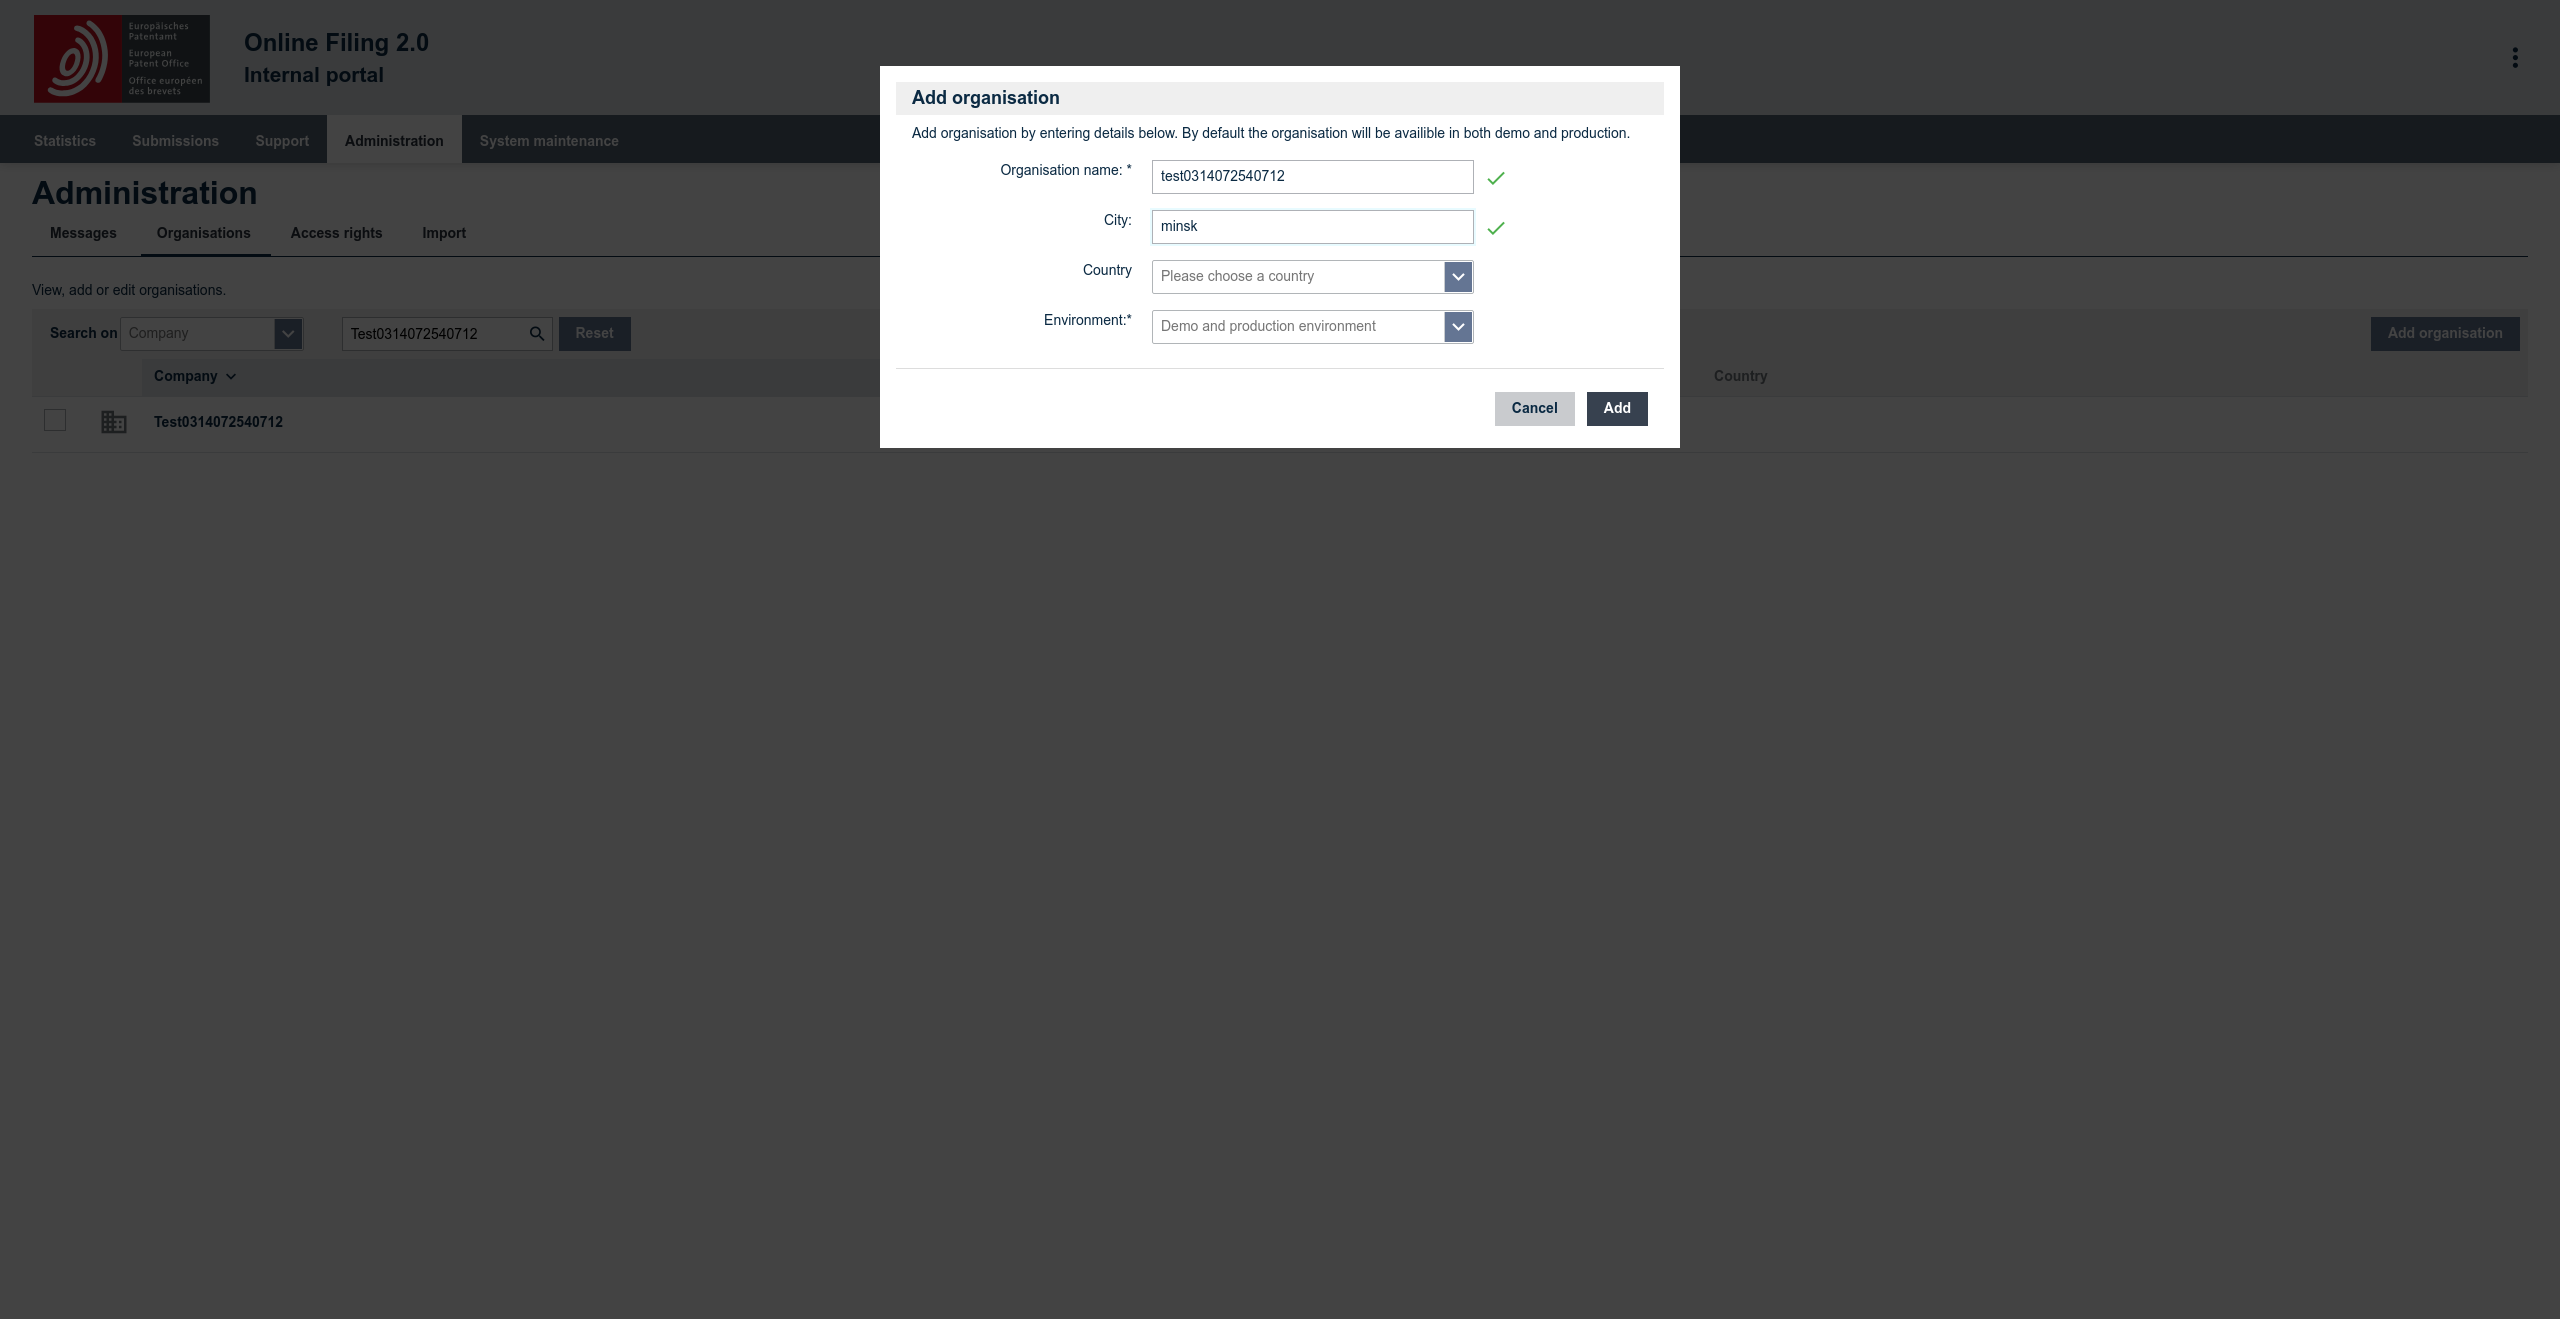 Europäisches
Patentamt
European
Patent Office
Office européen
des brevets
Online Filing 2.0
Internal portal
Statistics
Submissions
Support
Administration
System maintenance
Administration
Messages
Organisations
Access rights
Import
View, add or edit organisations.
Search on
Company
Test0314072540712
Reset
Add organisation
Company
Country
Test0314072540712
Add organisation
Add organisation by entering details below. By default the organisation will be availible in both demo and production.
Organisation name: *
test0314072540712
City:
minsk
Country
Please choose a country
Environment:*
Demo and production environment
Cancel
Add